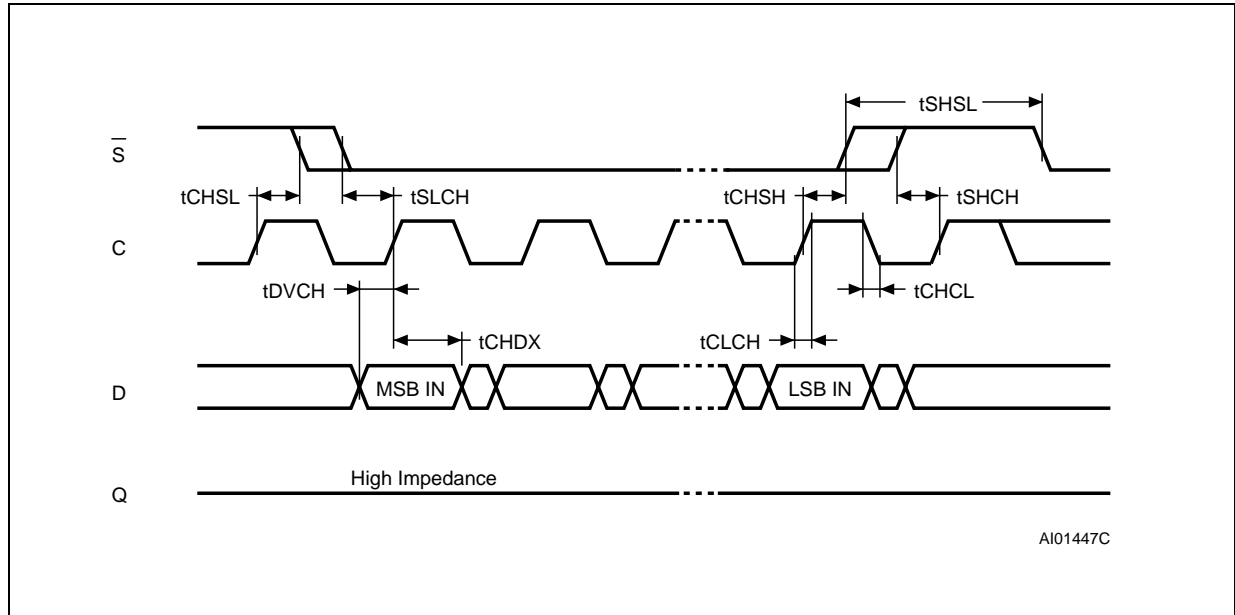 tSHSL
S̅
tCHSL
tSLCH
tCHSH
tSHCH
C
tDVCH
tCHCL
tCHDX
tCLCH
D
MSB IN
LSB IN
High Impedance
Q
AI01447C